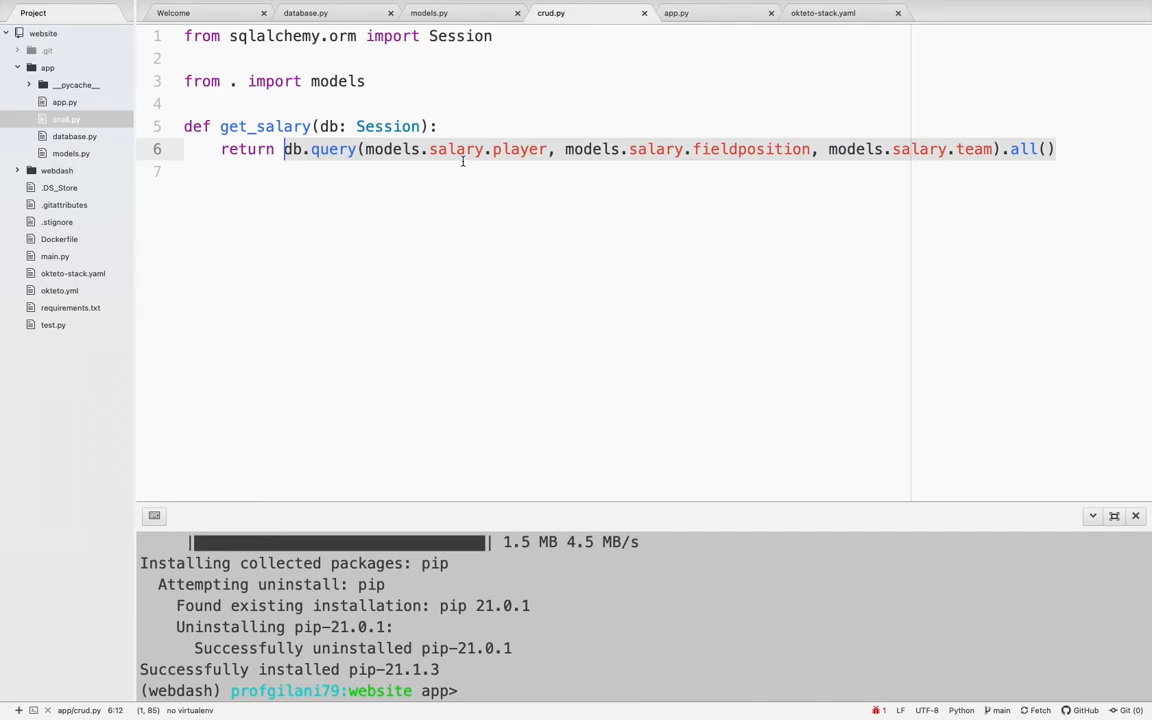 Project
Welcome
database.py
models.py
crud.py
app.py
okteto-stack.yaml
website
.git
app
__pycache__
app.py
crud.py
database.py
models.py
webdash
.DS_Store
.gitattributes
.stignore
Dockerfile
main.py
okteto-stack.yaml
okteto.yml
requirements.txt
test.py
1 from sqlalchemy.orm import Session
2
3 from . import models
4
5 def get_salary(db: Session):
6 return db.query(models.salary.player, models.salary.fieldposition, models.salary.team).all()
7
1.5 MB 4.5 MB/s
Installing collected packages: pip
Attempting uninstall: pip
Found existing installation: pip 21.0.1
Uninstalling pip-21.0.1:
Successfully uninstalled pip-21.0.1
Successfully installed pip-21.1.3
(webdash) profgilani79:website app>
app/crud.py 6:12 (1, 85) no virtualenv 1 LF UTF-8 Python main Fetch GitHub Git (0)